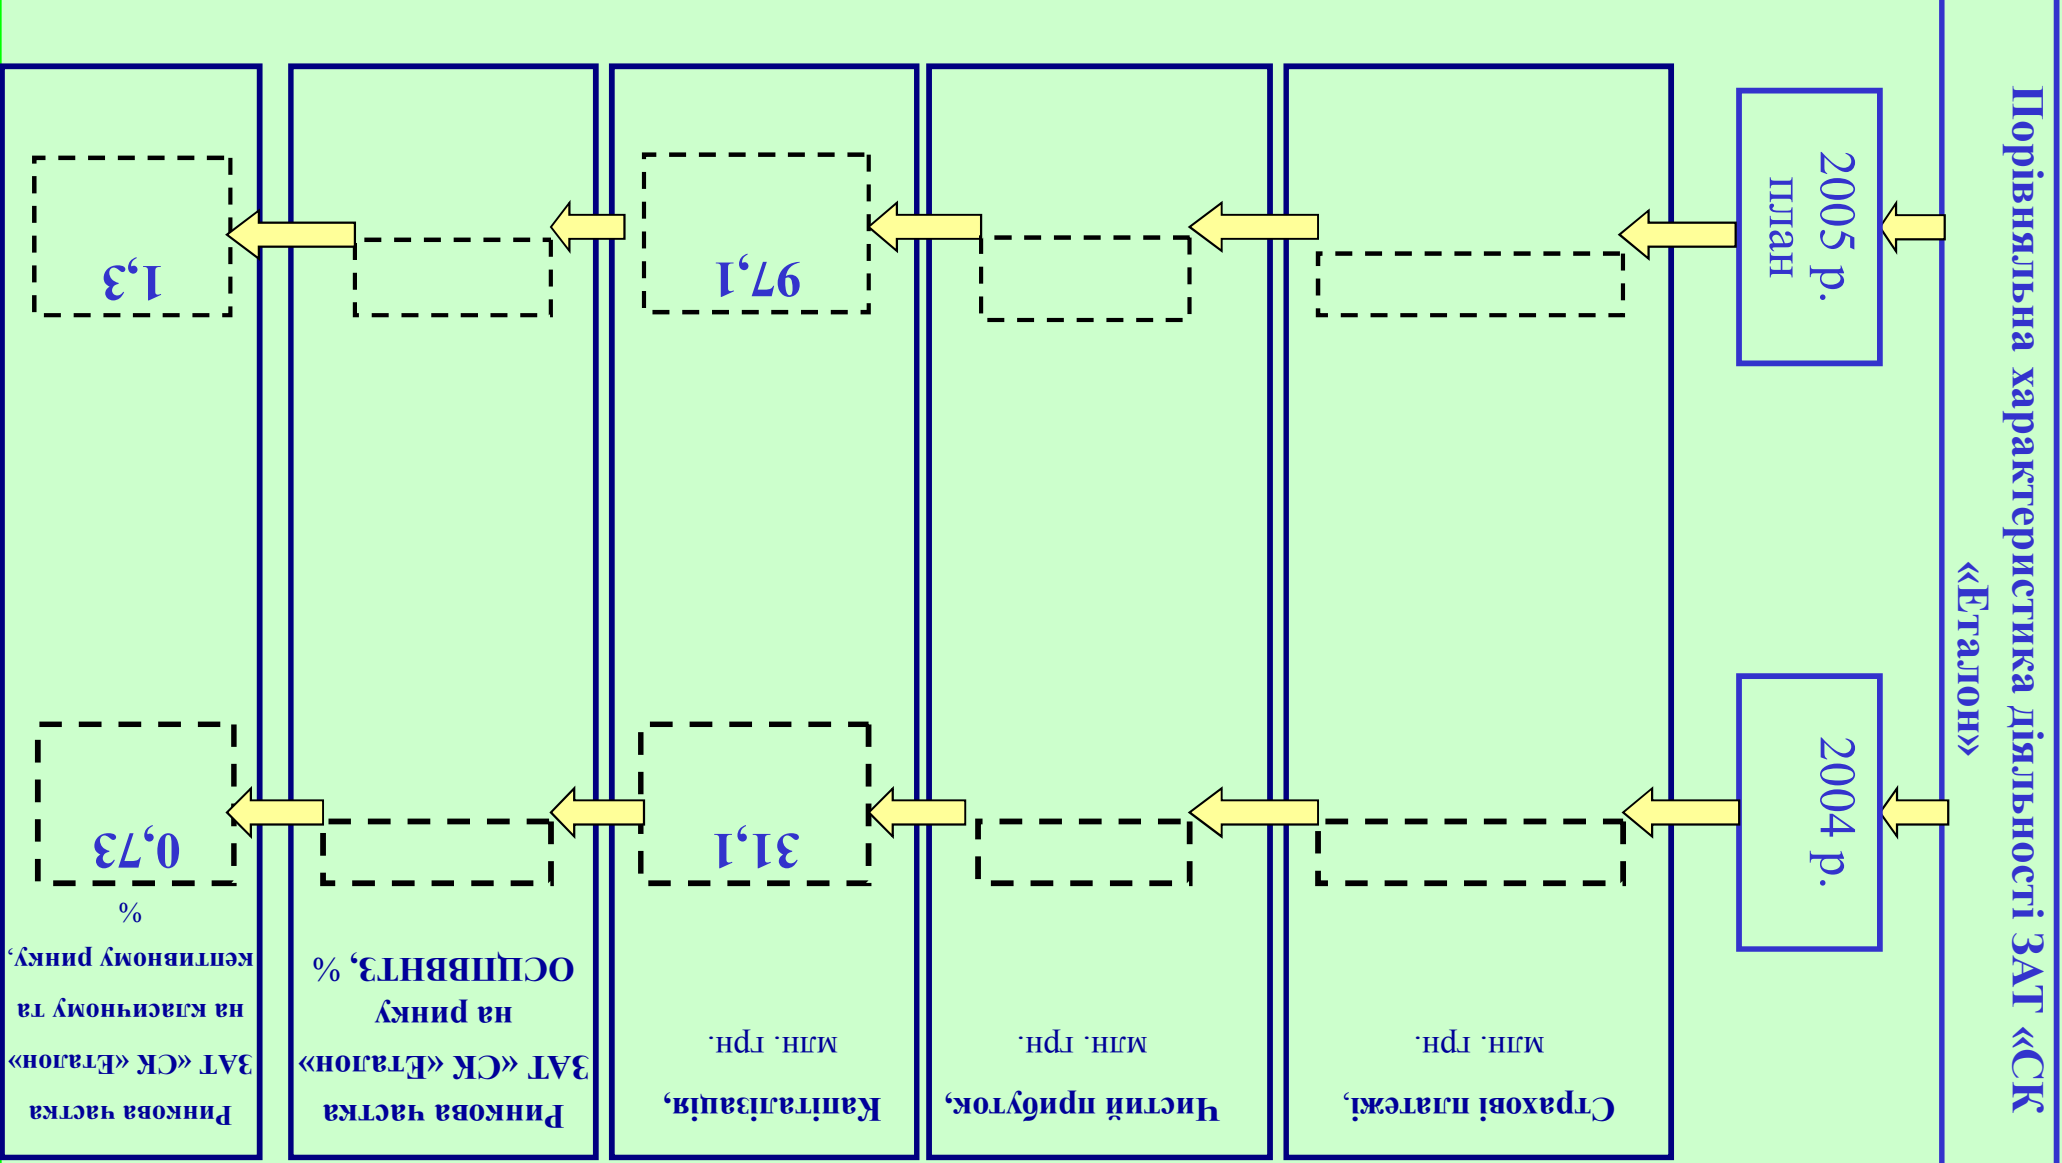 Порівняльна характеристика діяльності ЗАТ «СК
«Еталон»
2004 р.
2005 р.
план
Страхові платежі,
млн. грн.
Чистий прибуток,
млн. грн.
Капіталізація,
млн. грн.
31,1
97,1
Ринкова частка
ЗАТ «СК «Еталон»
на ринку
ОСЦПВВНТЗ, %
Ринкова частка
ЗАТ «СК «Еталон»
на класичному та
кептивному ринку,
%
0,73
1,3